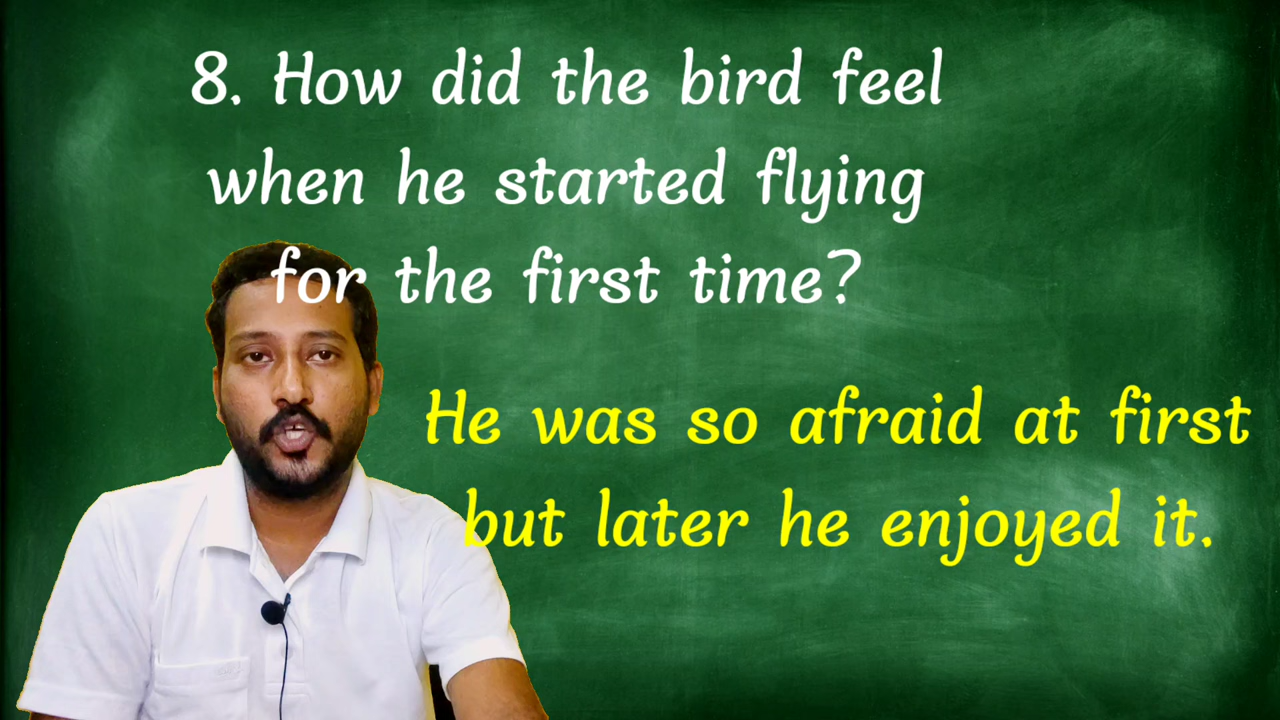 8. How did the bird feel
when he started flying
for the first time?
He was so afraid at first
but later he enjoyed it.